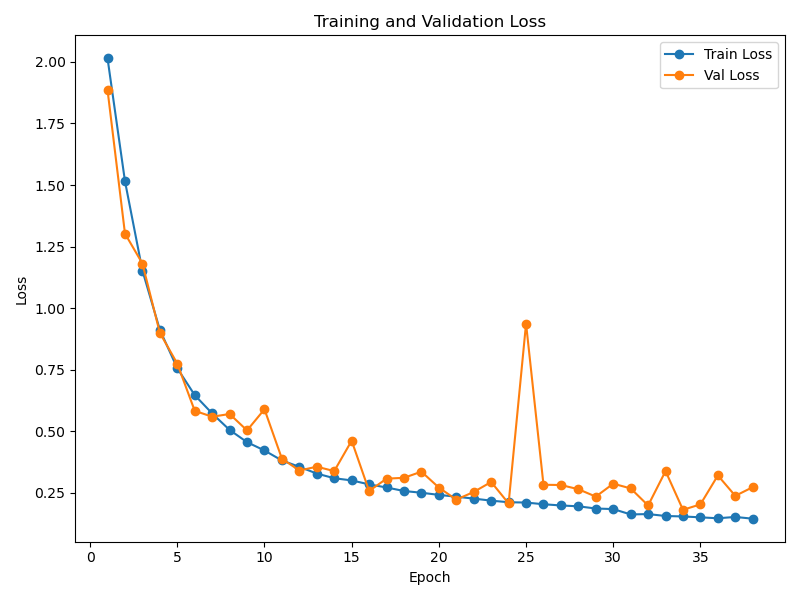 Training and Validation Loss
Train Loss
Val Loss
2.00
1.75
1.50
1.25
1.00
0.75
0.50
0.25
Loss
0 5 10 15 20 25 30 35
Epoch